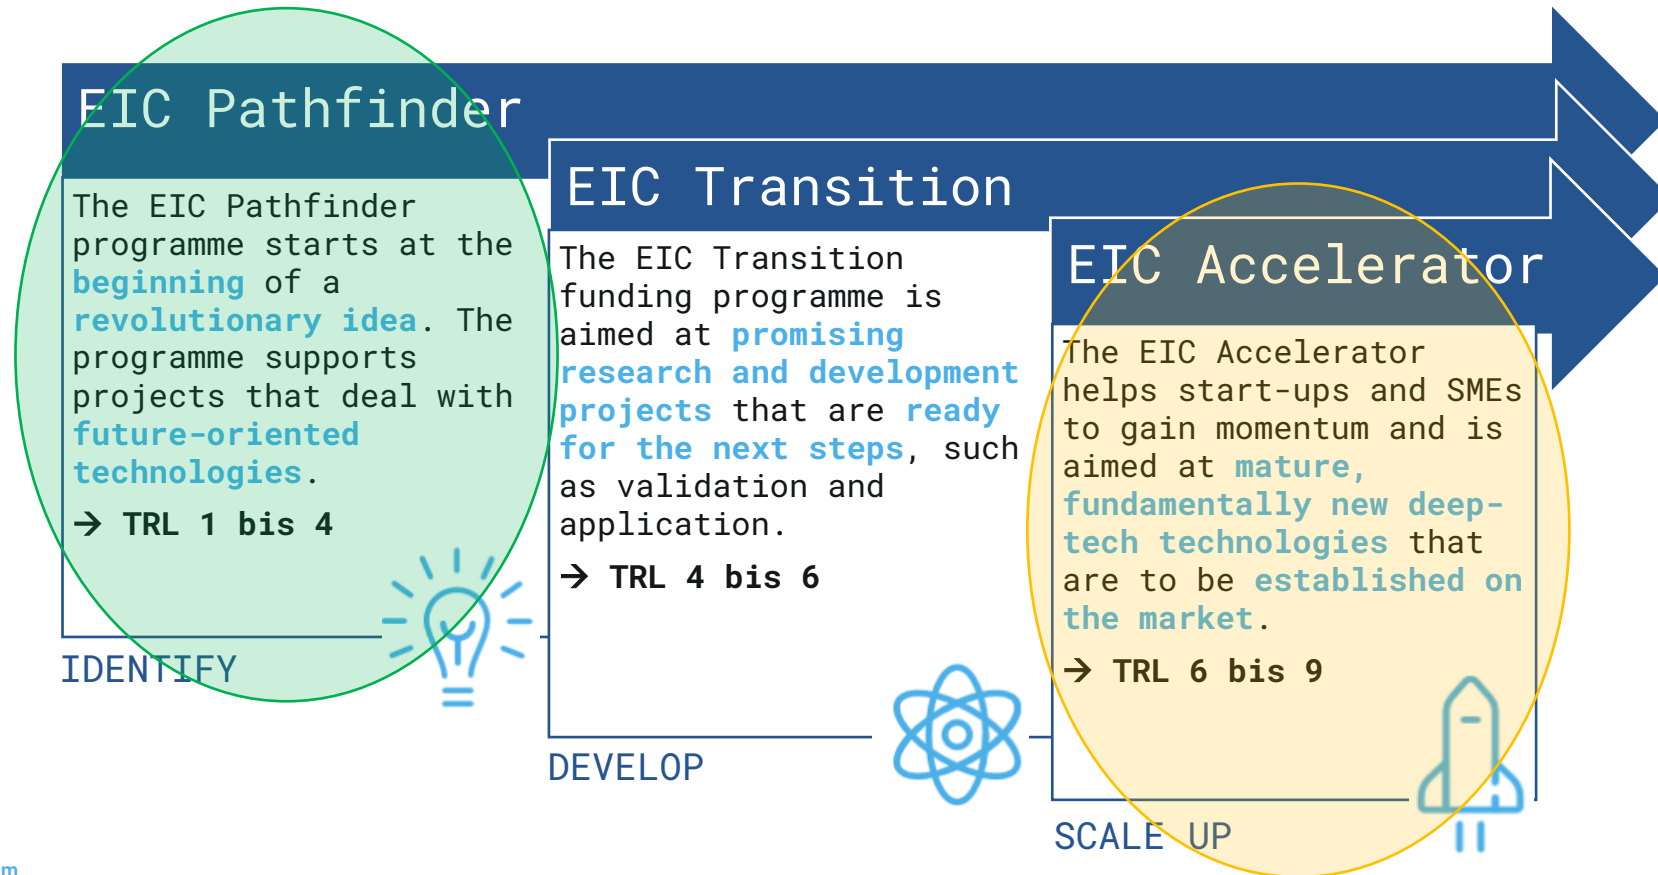 EIC Pathfinder
The EIC Pathfinder
programme starts at the
beginning of a
revolutionary idea. The
programme supports
projects that deal with
future-oriented
technologies.
→ TRL 1 bis 4
IDENTIFY
EIC Transition
The EIC Transition
funding programme is
aimed at promising
research and development
projects that are ready
for the next steps, such
as validation and
application.
→ TRL 4 bis 6
DEVELOP
EIC Accelerator
The EIC Accelerator
helps start-ups and SMEs
to gain momentum and is
aimed at mature,
fundamentally new deep-
tech technologies that
are to be established on
the market.
→ TRL 6 bis 9
SCALE UP
m